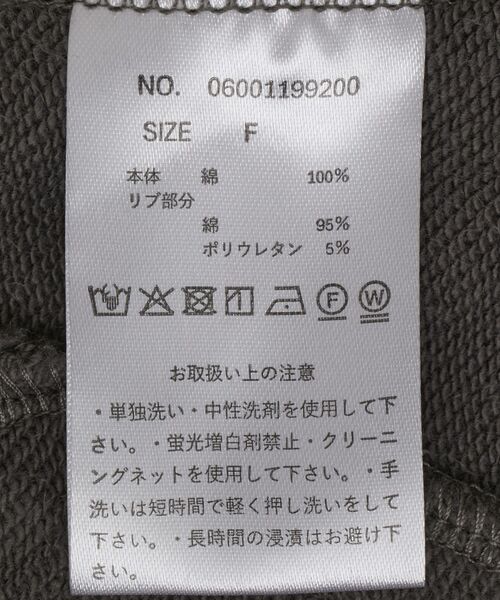 NO. 06001199200
SIZE F
本体 綿 100%
リブ部分
綿 95%
ポリウレタン 5%
F W
お取扱い上の注意
・単独洗い・中性洗剤を使用して下
さい。・蛍光増白剤禁止・クリーニ
ングネットを使用して下さい。・手
洗いは短時間で軽く押し洗いをして
下さい。・長時間の浸漬はお避け下
さい。